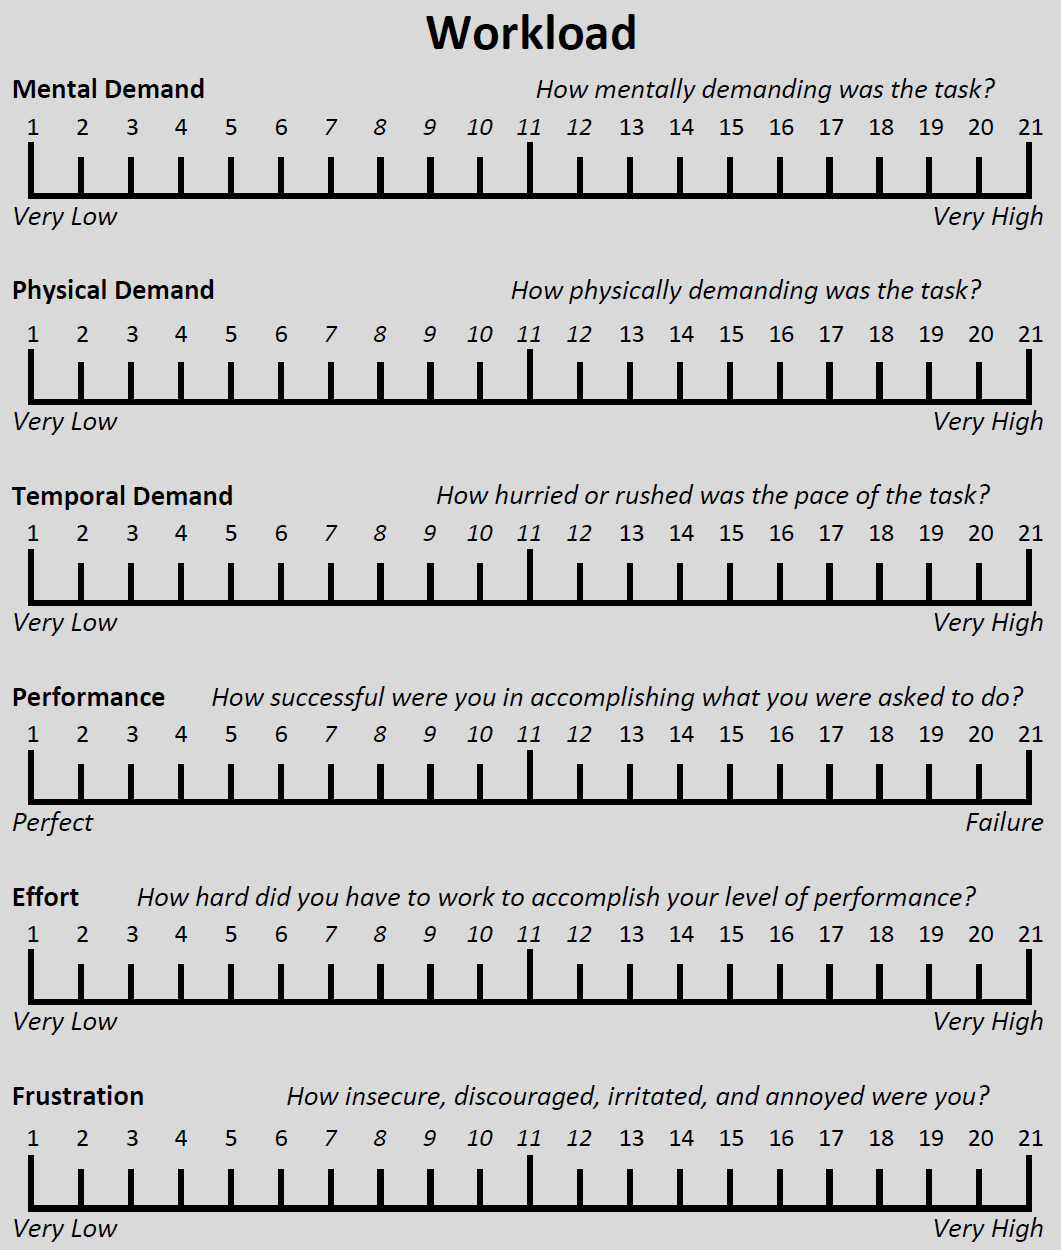 Workload
Mental Demand How mentally demanding was the task?
1 2 3 4 5 6 7 8 9 10 11 12 13 14 15 16 17 18 19 20 21
Very Low Very High
Physical Demand How physically demanding was the task?
1 2 3 4 5 6 7 8 9 10 11 12 13 14 15 16 17 18 19 20 21
Very Low Very High
Temporal Demand How hurried or rushed was the pace of the task?
1 2 3 4 5 6 7 8 9 10 11 12 13 14 15 16 17 18 19 20 21
Very Low Very High
Performance How successful were you in accomplishing what you were asked to do?
1 2 3 4 5 6 7 8 9 10 11 12 13 14 15 16 17 18 19 20 21
Perfect Failure
Effort How hard did you have to work to accomplish your level of performance?
1 2 3 4 5 6 7 8 9 10 11 12 13 14 15 16 17 18 19 20 21
Very Low Very High
Frustration How insecure, discouraged, irritated, and annoyed were you?
1 2 3 4 5 6 7 8 9 10 11 12 13 14 15 16 17 18 19 20 21
Very Low Very High